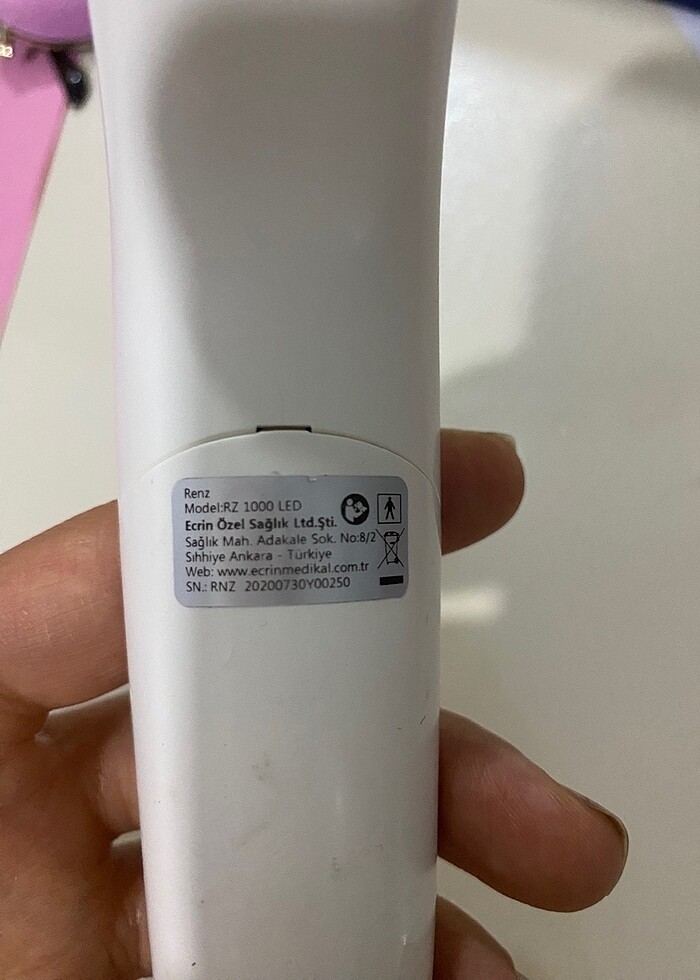 Renz
Model:RZ 1000 LED
Ecrin Özel Sağlık Ltd.Şti.
Sağlık Mah. Adakale Sok. No:8/2
Sıhhiye Ankara - Türkiye
Web: www.ecrinmedikal.com.tr
SN.: RNZ 20200730Y00250